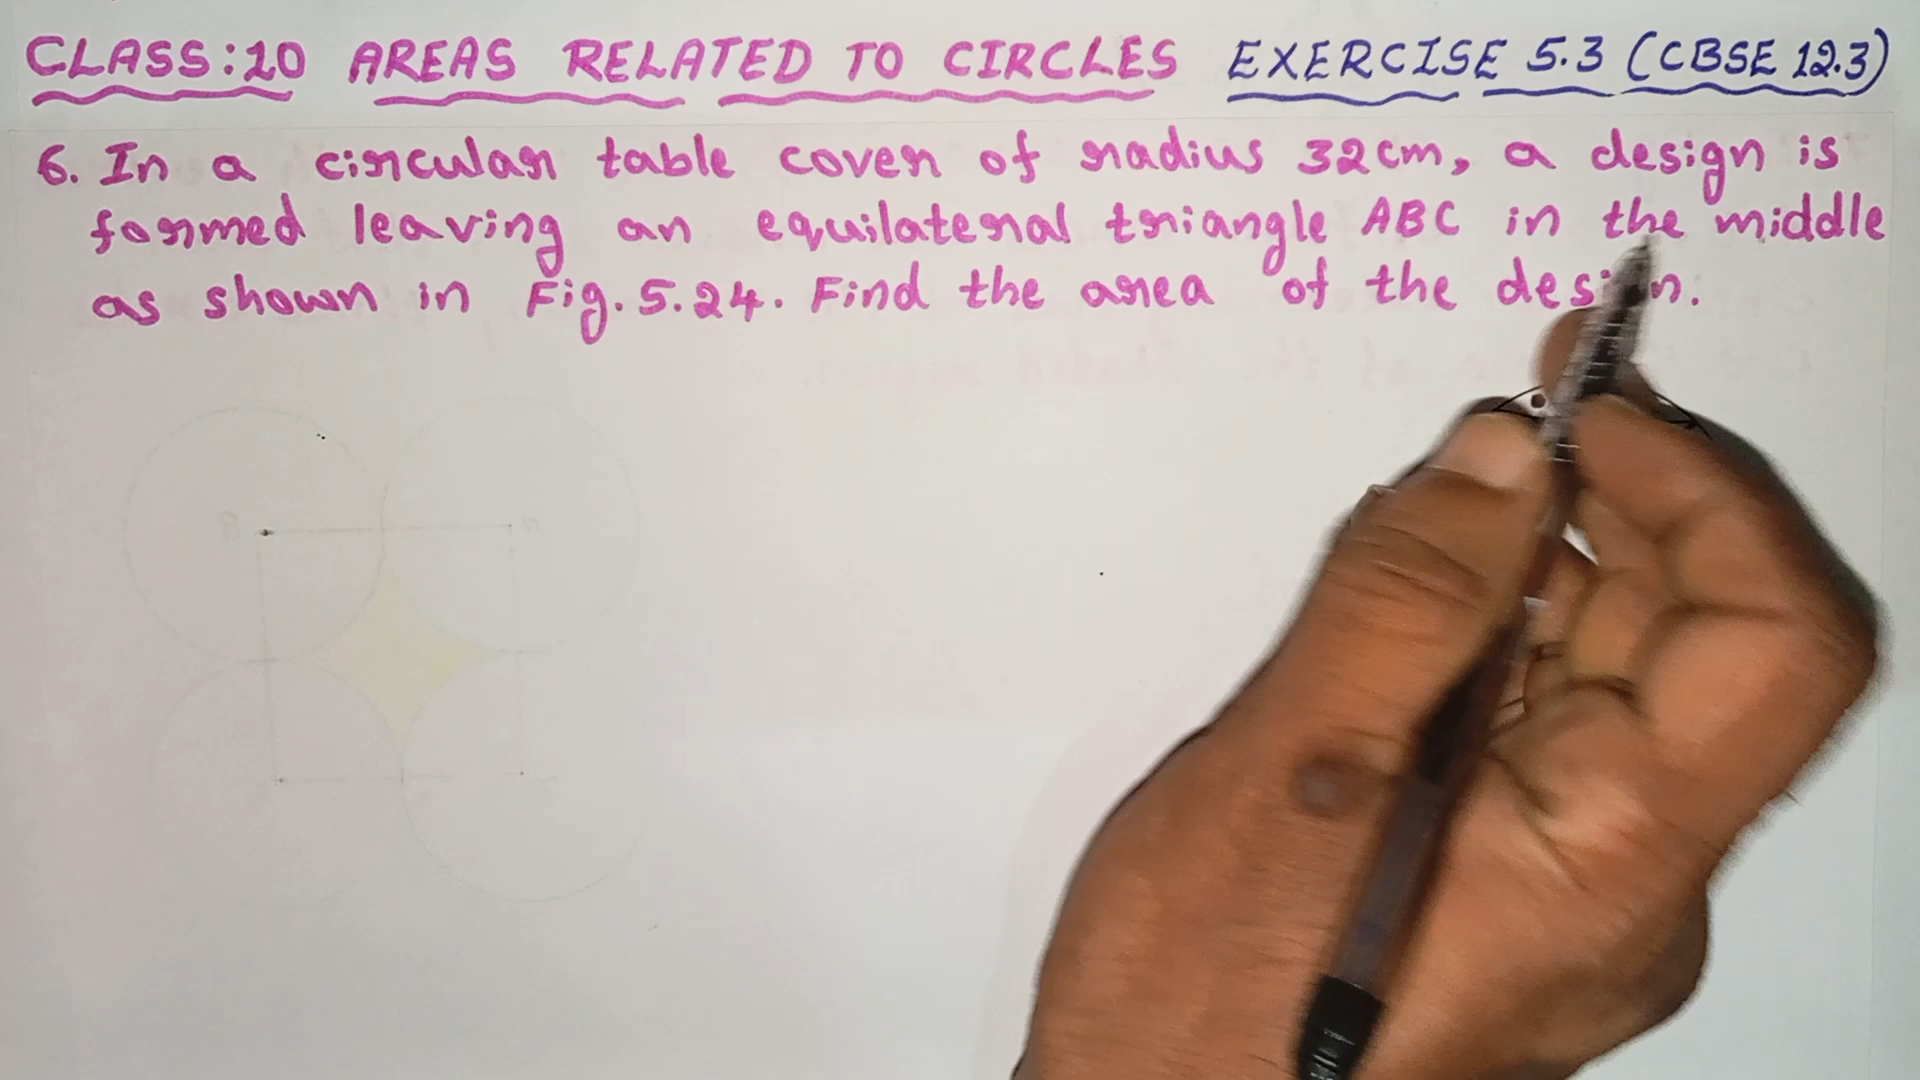 CLASS:10 AREAS RELATED TO CIRCLES EXERCISE 5.3 (CBSE 12.3)
6. In a circular table cover of radius 32cm, a design is
formed leaving an equilateral triangle ABC in the middle
as shown in Fig.5.24. Find the area of the design.
B